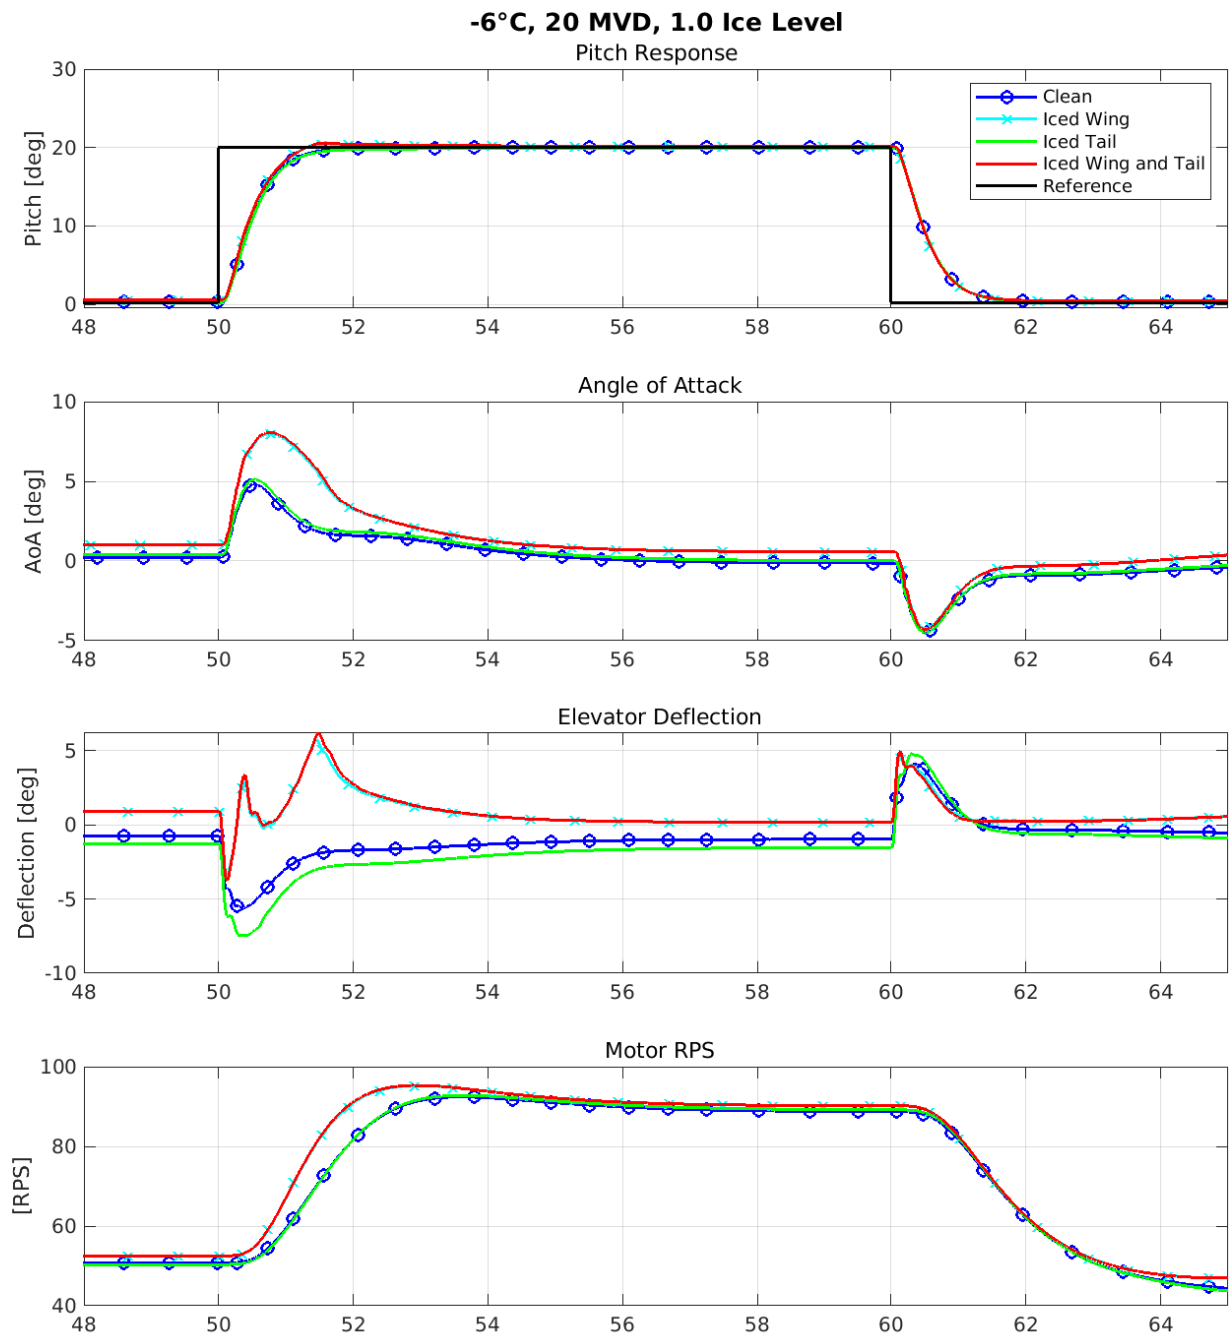 -6°C, 20 MVD, 1.0 Ice Level
Pitch Response
30
20
10
0
Pitch [deg]
Clean
Iced Wing
Iced Tail
Iced Wing and Tail
Reference
48 50 52 54 56 58 60 62 64
Angle of Attack
10
5
0
-5
AoA [deg]
48 50 52 54 56 58 60 62 64
Elevator Deflection
5
0
-5
-10
Deflection [deg]
48 50 52 54 56 58 60 62 64
Motor RPS
100
80
60
40
[RPS]
48 50 52 54 56 58 60 62 64